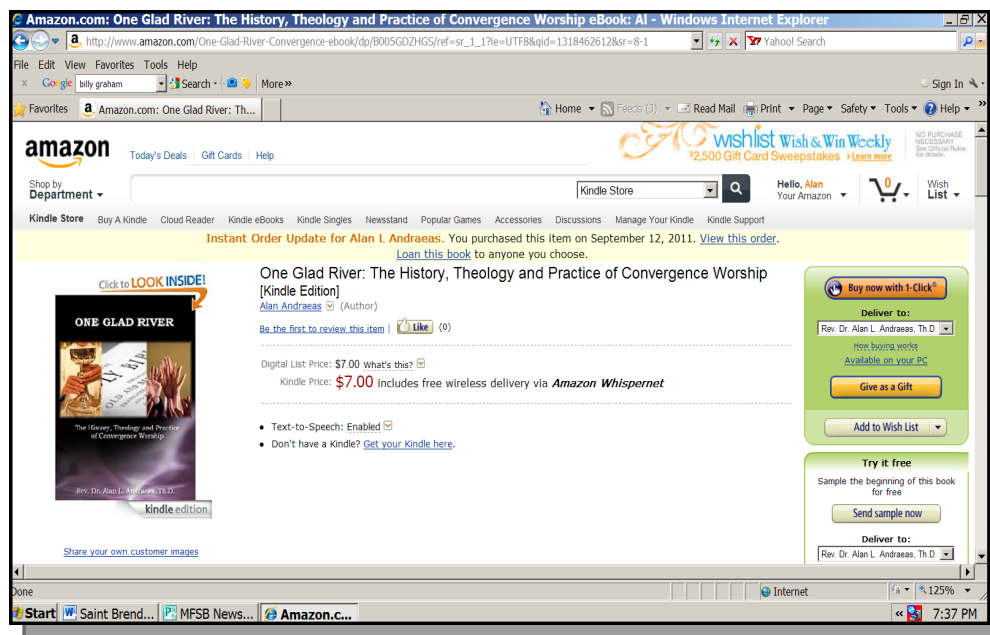 Amazon.com: One Glad River: The History, Theology and Practice of Convergence Worship eBook: Al - Windows Internet Explorer
http://www.amazon.com/One-Glad-River-Convergence-ebook/dp/B005GDZHGS/ref=sr_1_1?ie=UTF8&qid=1318462612&sr=8-1
Yahoo! Search
File Edit View Favorites Tools Help
x Google billy graham Search More »
Sign In
Favorites Amazon.com: One Glad River: Th...
Home Feeds (J) Read Mail Print Page Safety Tools Help »
amazon
Today's Deals Gift Cards Help
wishlist Wish & Win Weekly
$2,500 Gift Card Sweepstakes Learn more
NO PURCHASE
NECESSARY
See Official Rules
for details.
Shop by
Department
Kindle Store
Hello, Alan
Your Amazon
0
Wish
List
Kindle Store Buy A Kindle Cloud Reader Kindle eBooks Kindle Singles Newsstand Popular Games Accessories Discussions Manage Your Kindle Kindle Support
Instant Order Update for Alan L Andraeas. You purchased this item on September 12, 2011. View this order.
Loan this book to anyone you choose.
Click to LOOK INSIDE!
ONE GLAD RIVER
The History, Theology and Practice
of Convergence Worship
Rev. Dr. Alan L. Andraeas, Th.D.
kindle edition
Share your own customer images
One Glad River: The History, Theology and Practice of Convergence Worship
[Kindle Edition]
Alan Andraeas (Author)
Be the first to review this item | Like (0)
Digital List Price: $7.00 What's this?
Kindle Price: $7.00 includes free wireless delivery via Amazon Whispernet
• Text-to-Speech: Enabled
• Don't have a Kindle? Get your Kindle here.
Buy now with 1-Click®
Deliver to:
Rev. Dr. Alan L. Andraeas, Th.D.
How buying works
Available on your PC
Give as a Gift
Add to Wish List
Try it free
Sample the beginning of this book
for free
Send sample now
Deliver to:
Rev. Dr. Alan L. Andraeas, Th.D.
Done
Internet
125%
Start Saint Brend... MFSB News... Amazon.c...
« 7:37 PM